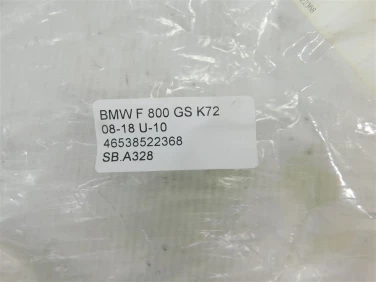 BMW F 800 GS K72
08-18 U-10
46538522368
SB.A328